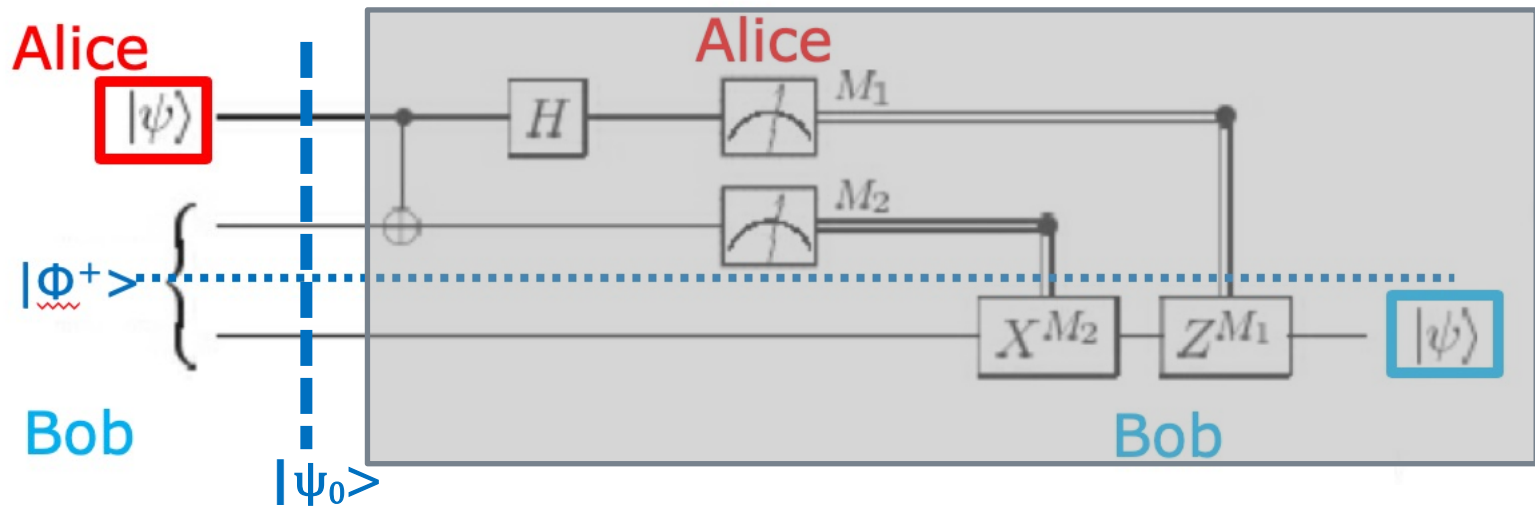 Alice
Alice
|ψ⟩
H
M₁
M₂
|Φ⁺>
X^{M₂}
Z^{M₁}
|ψ⟩
Bob
Bob
|ψ₀>